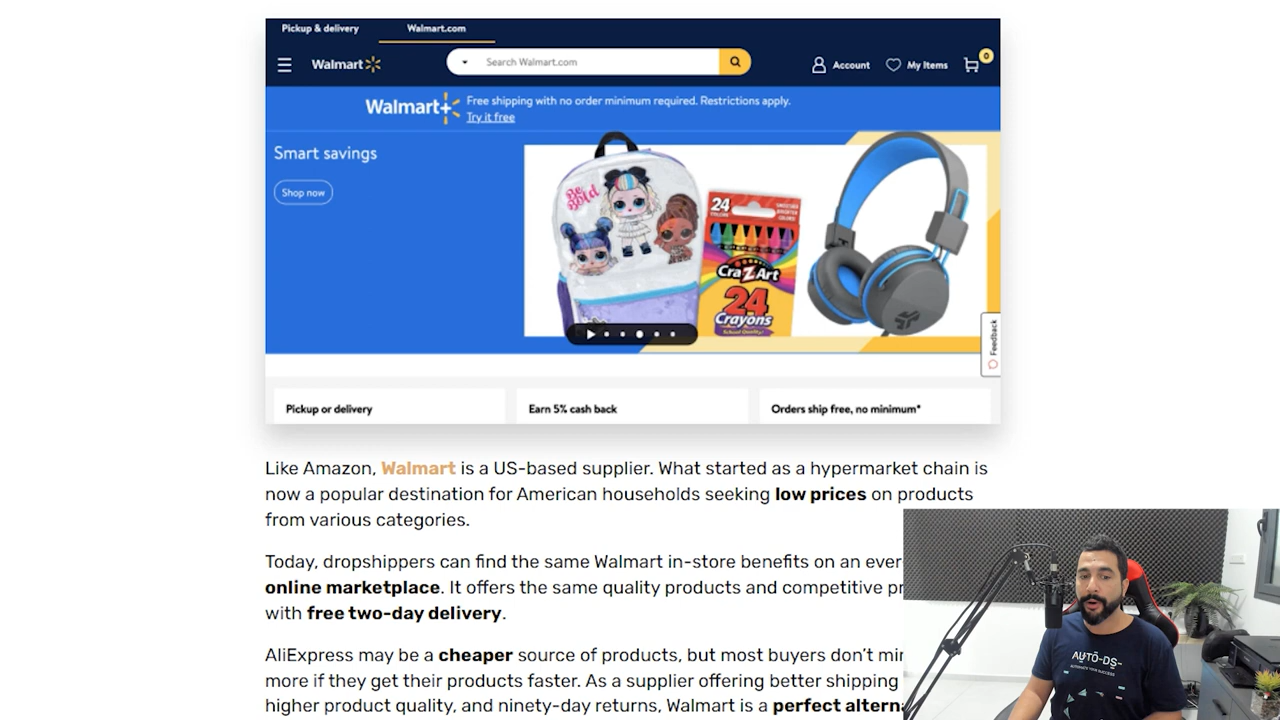 Pickup & delivery Walmart.com
Walmart Search Walmart.com Account My Items 0
Walmart+ Free shipping with no order minimum required. Restrictions apply.
Try it free
Smart savings
Shop now
Be
Bold
24
Cra Z Art
24
Crayons
School Quality!
Feedback
Pickup or delivery Earn 5% cash back Orders ship free, no minimum*
Like Amazon, Walmart is a US-based supplier. What started as a hypermarket chain is
now a popular destination for American households seeking low prices on products
from various categories.
Today, dropshippers can find the same Walmart in-store benefits on an ever
online marketplace. It offers the same quality products and competitive pr
with free two-day delivery.
AliExpress may be a cheaper source of products, but most buyers don't mi
more if they get their products faster. As a supplier offering better shipping
higher product quality, and ninety-day returns, Walmart is a perfect altern
AUTO-DS
AUTOMATE YOUR SUCCESS